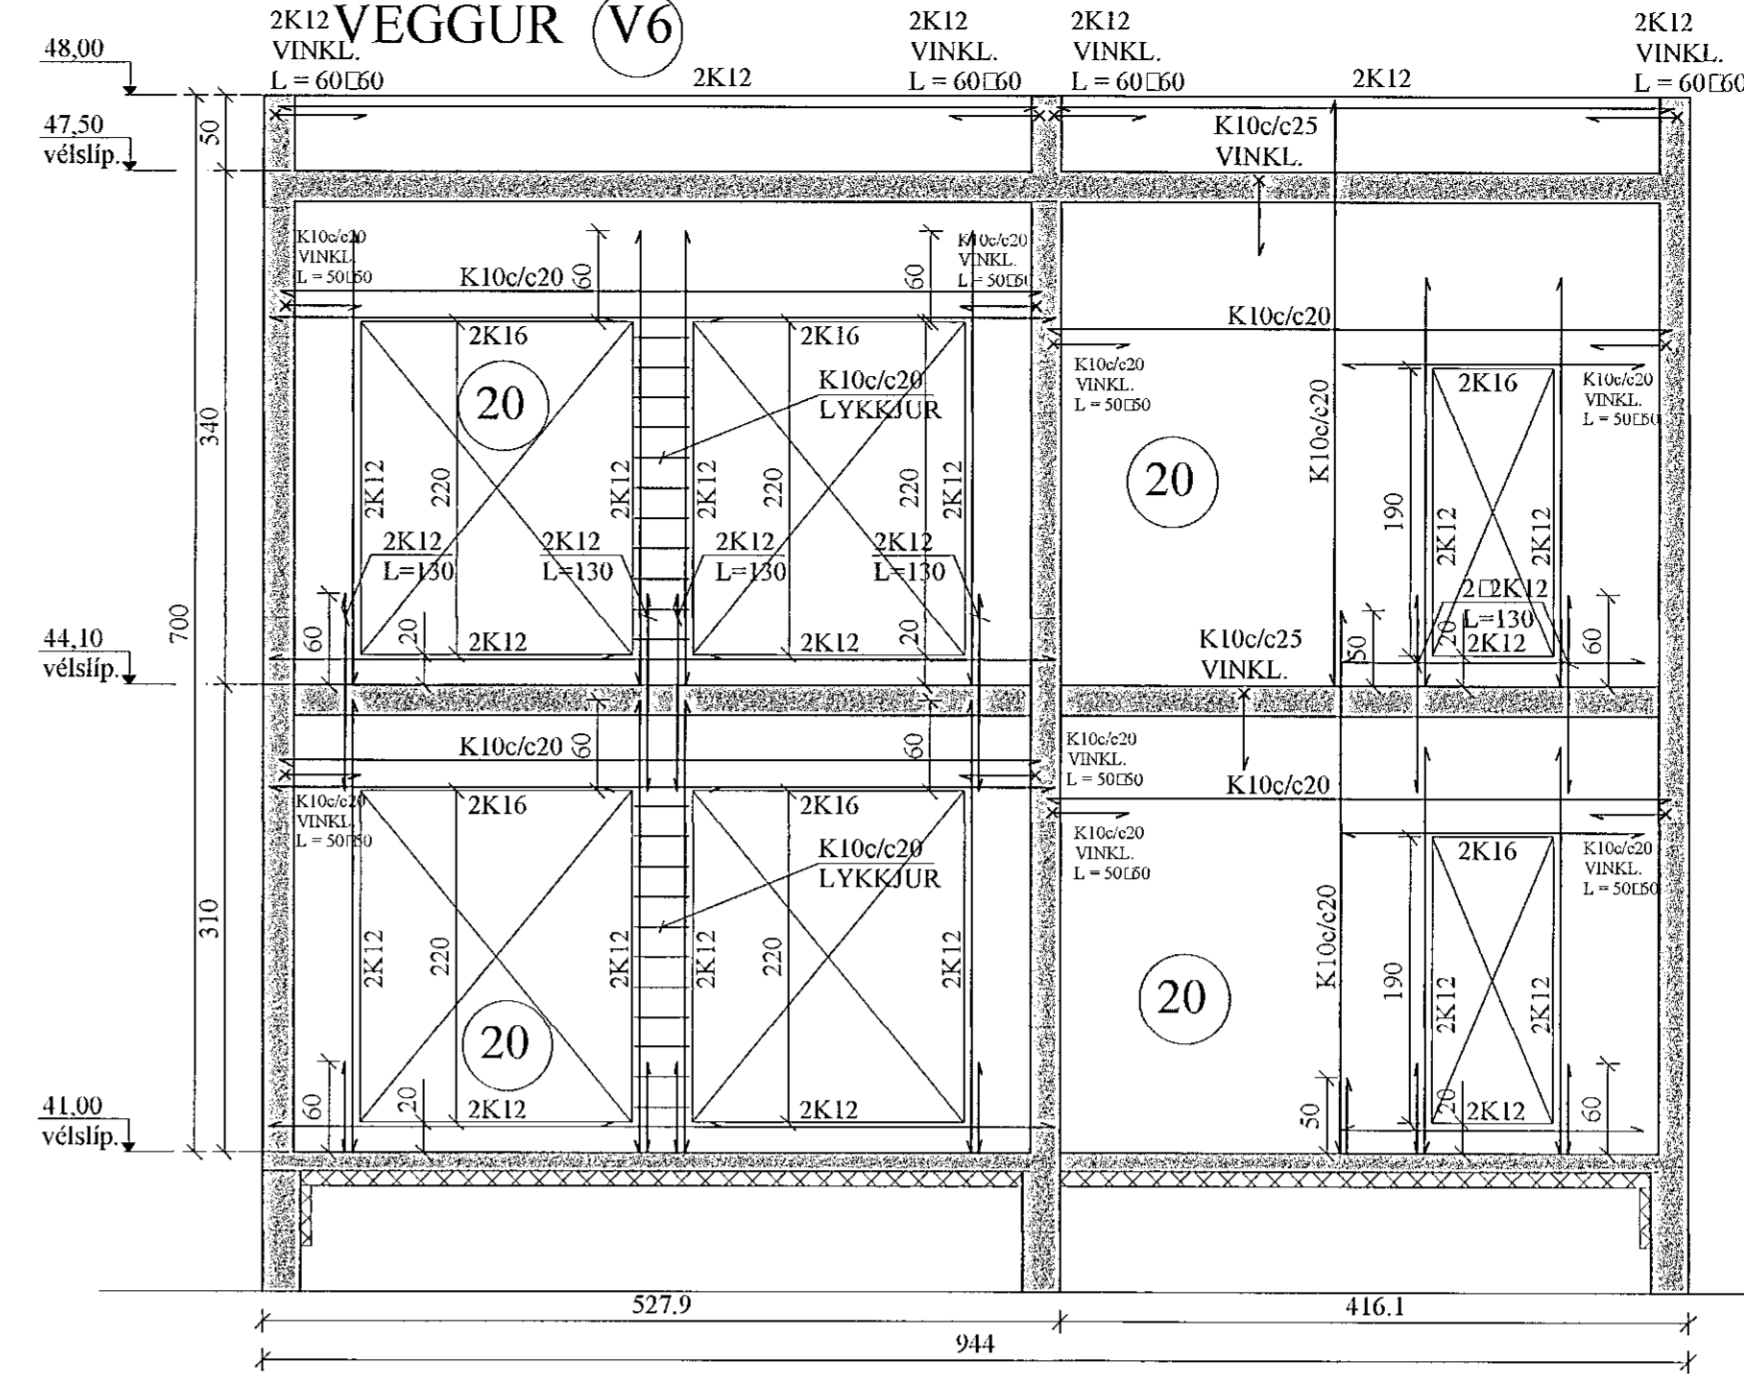 VEGGUR V6
2K12
VINKL.
L = 60□60
2K12
2K12
VINKL.
L = 60□60
2K12
VINKL.
L = 60□60
2K12
2K12
VINKL.
L = 60□60
48,00
47,50
vélslíp.
44,10
vélslíp.
41,00
vélslíp.
50
340
310
700
K10c/c25
VINKL.
K10c/c20
VINKL.
L = 50□50
K10c/c20
60
60
K10c/c20
VINKL.
L = 50□50
2K16
2K16
20
K10c/c20
LYKKJUR
2K12
220
2K12
2K12
220
220
2K12
2K12
L=130
2K12
L=130
2K12
L=130
2K12
L=130
60
20
2K12
2K12
20
K10c/c20
K10c/c20
VINKL.
L = 50□50
2K16
K10c/c20
VINKL.
L = 50□50
20
K10c/c20
190
2K12
2K12
2□2K12
L=130
2K12
50
20
60
K10c/c25
VINKL.
K10c/c20
60
60
K10c/c20
VINKL.
L = 50□50
K10c/c20
K10c/c20
VINKL.
L = 50□50
2K16
2K16
K10c/c20
LYKKJUR
2K12
220
2K12
2K12
220
2K12
20
60
20
2K12
2K12
K10c/c20
VINKL.
L = 50□50
2K16
K10c/c20
VINKL.
L = 50□50
K10c/c20
190
2K12
2K12
20
50
20
2K12
60
527.9
416.1
944